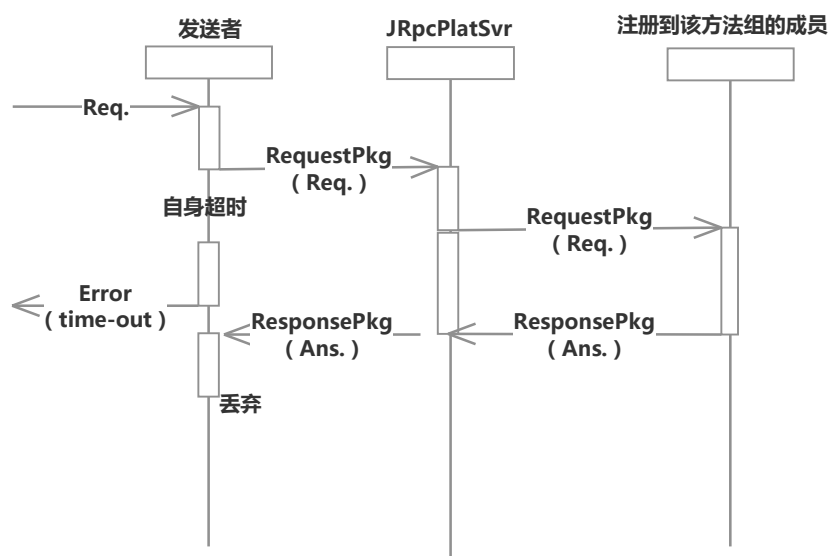 发送者
JRpcPlatSvr
注册到该方法组的成员
Req.
RequestPkg
( Req. )
自身超时
RequestPkg
( Req. )
Error
( time-out )
ResponsePkg
( Ans. )
ResponsePkg
( Ans. )
丢弃